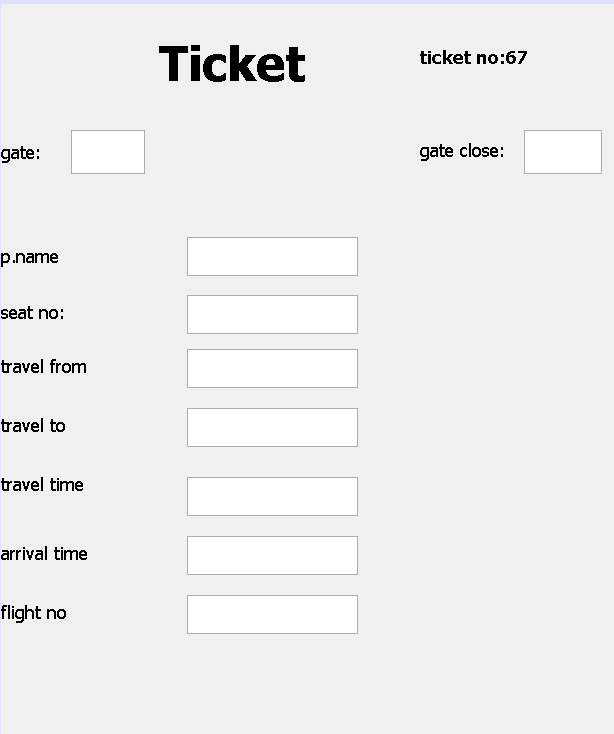 Ticket
ticket no:67
gate:
gate close:
p.name
seat no:
travel from
travel to
travel time
arrival time
flight no